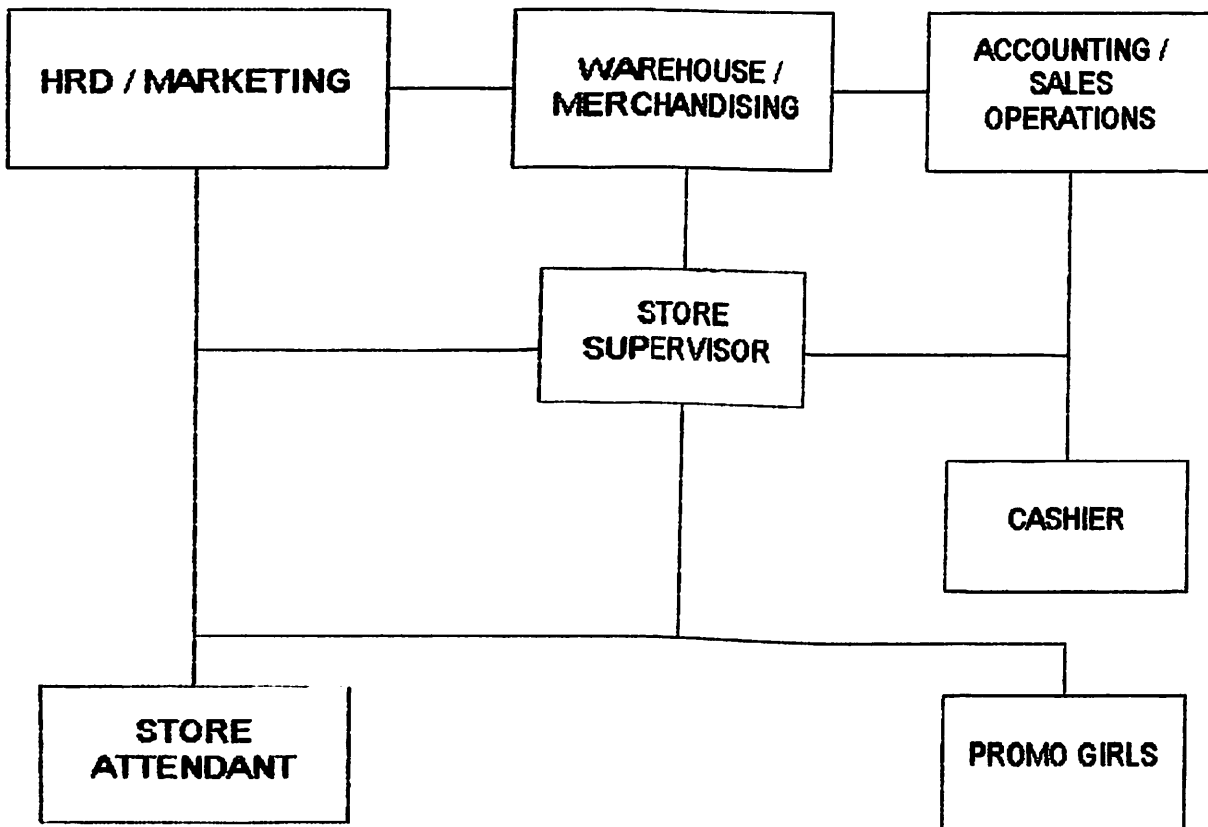 HRD / MARKETING
WAREHOUSE /
MERCHANDISING
ACCOUNTING /
SALES
OPERATIONS
STORE
SUPERVISOR
CASHIER
STORE
ATTENDANT
PROMO GIRLS